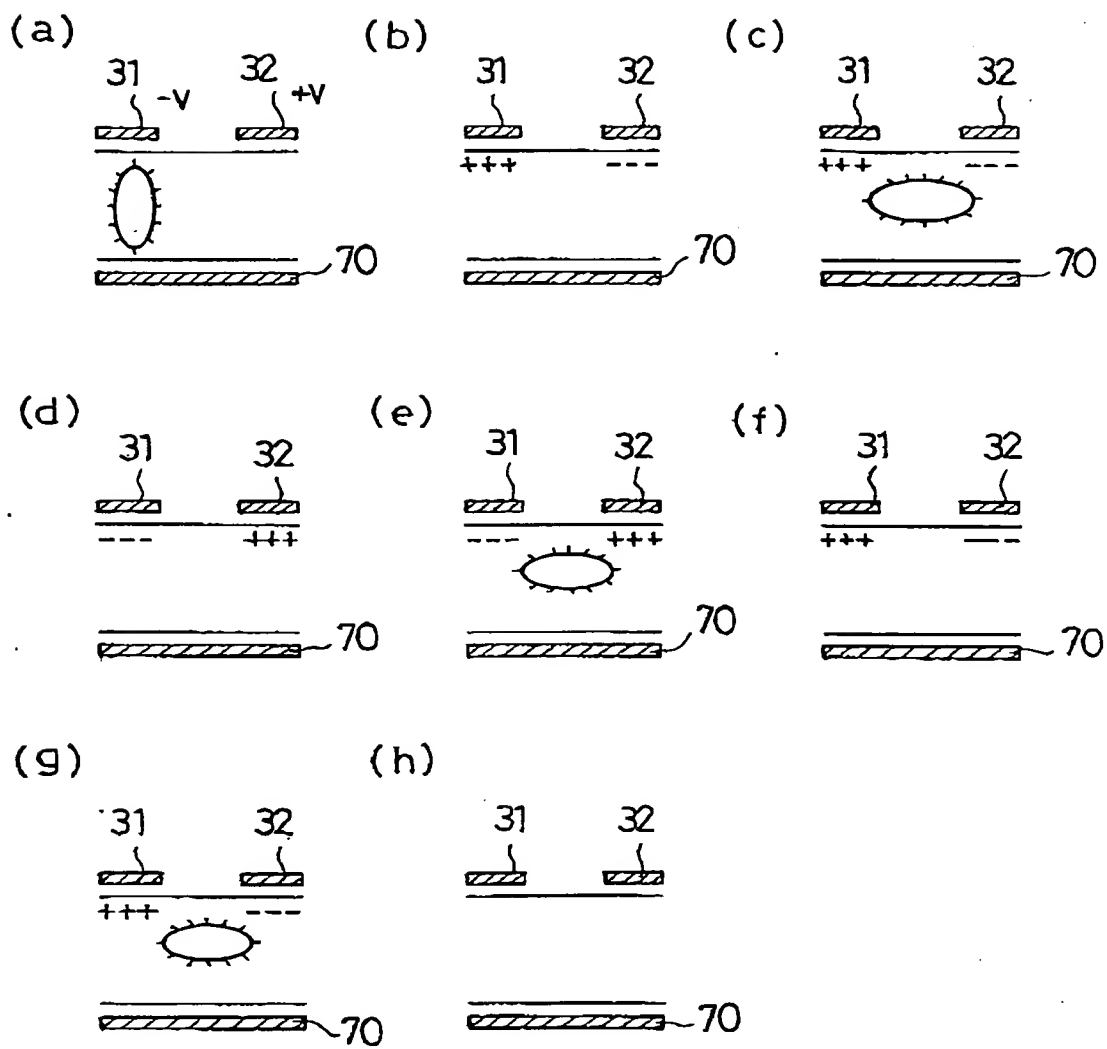 (a) (b) (c)
31 -V 32 +V 31 32 31 32
+++ --- +++ ---
70 70 70
(d) (e) (f)
31 32 31 32 31 32
--- +++ --- +++ +++ ---
70 70 70
(g) (h)
31 32 31 32
+++ ---
70 70